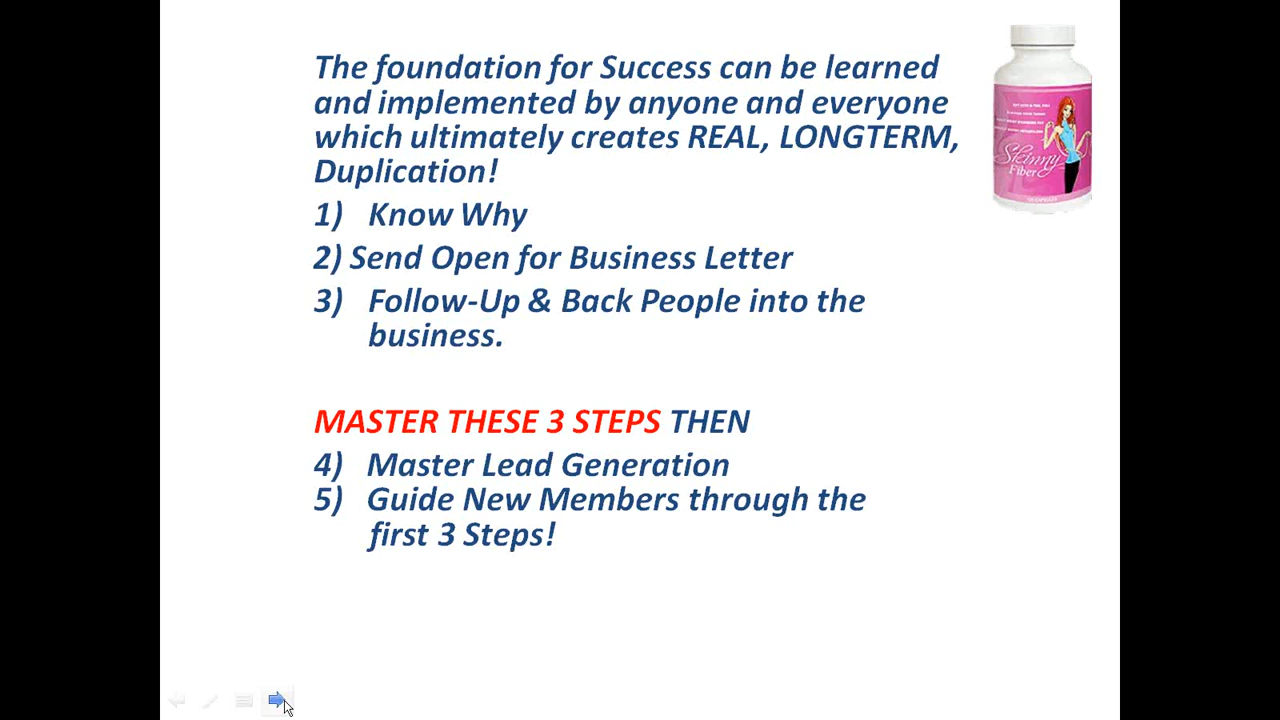 The foundation for Success can be learned
and implemented by anyone and everyone
which ultimately creates REAL, LONGTERM,
Duplication!
1) Know Why
2) Send Open for Business Letter
3) Follow-Up & Back People into the
business.
MASTER THESE 3 STEPS THEN
4) Master Lead Generation
5) Guide New Members through the
first 3 Steps!
Skinny
Fiber